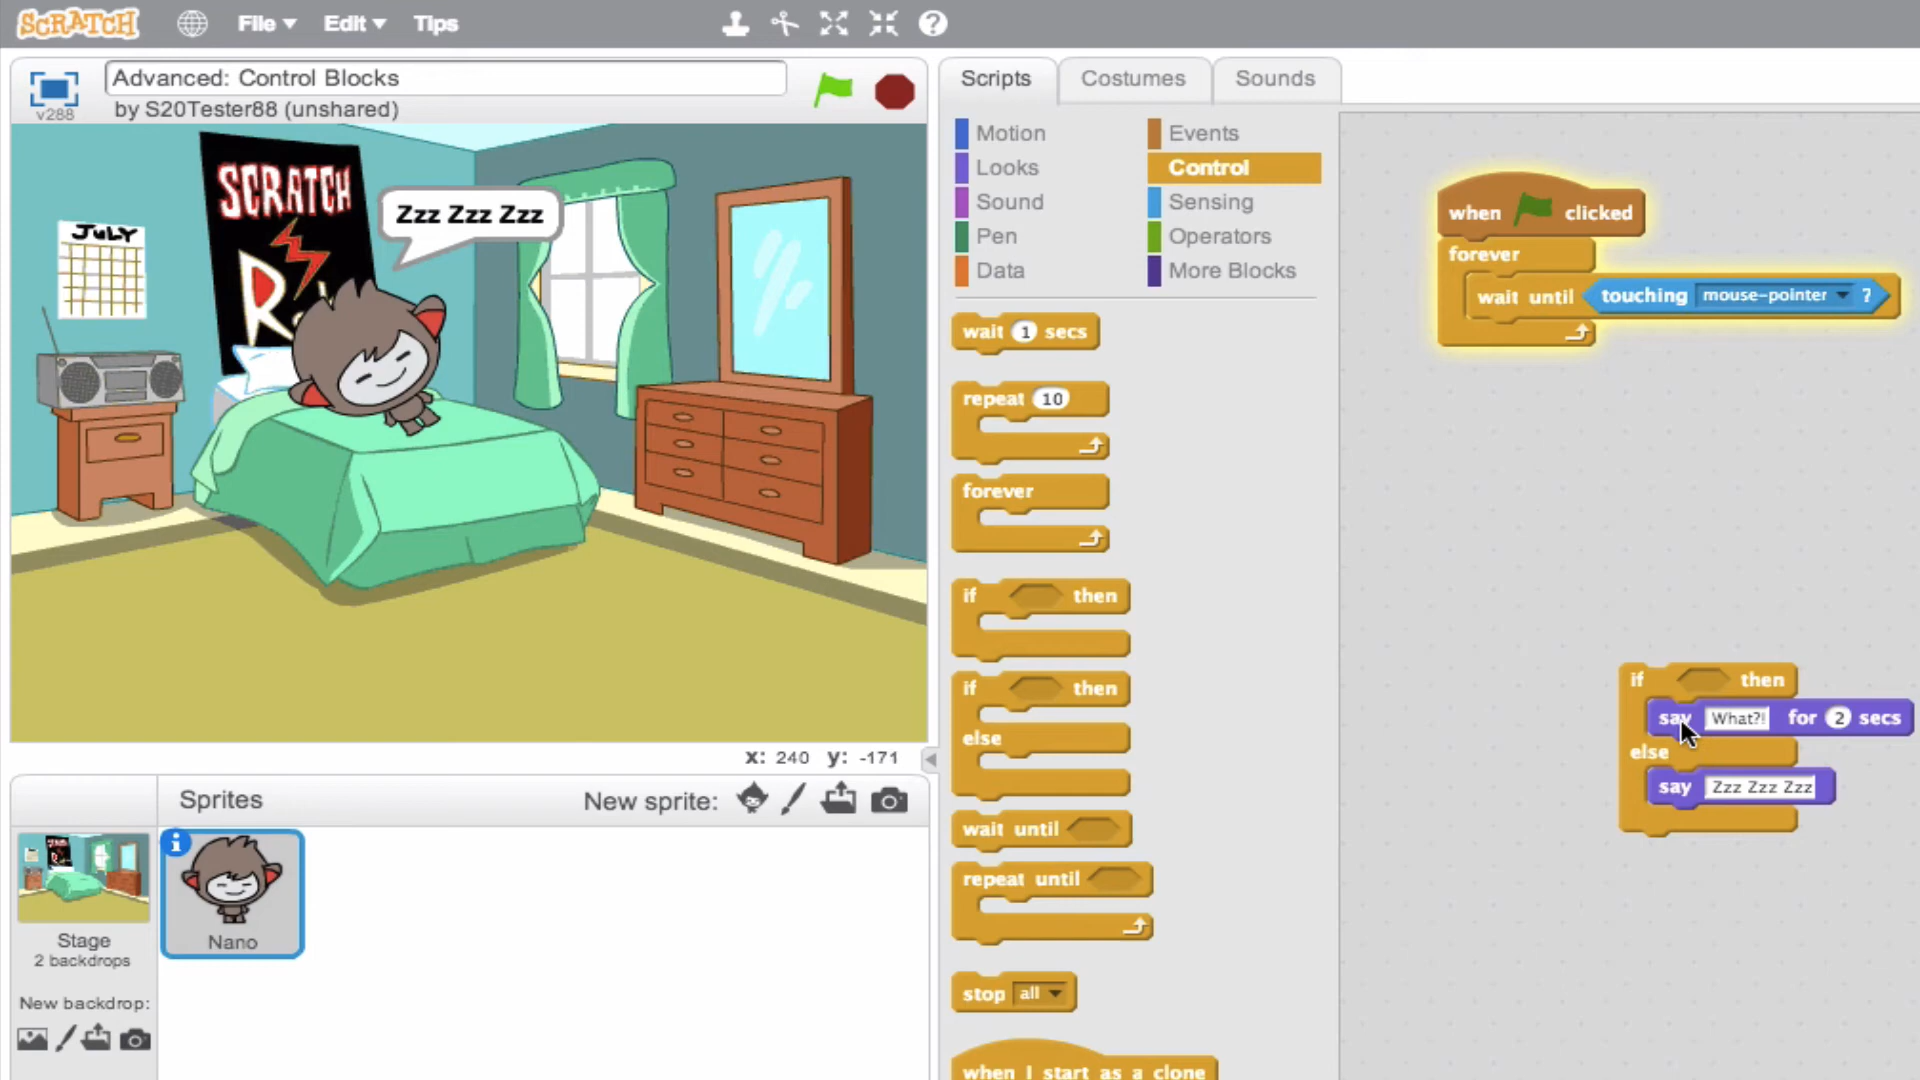 SCRATCH
File Edit Tips
Advanced: Control Blocks
by S20Tester88 (unshared)
v288
SCRATCH
JULY
Zzz Zzz Zzz
x: 240 y: -171
Sprites
New sprite:
Stage
2 backdrops
New backdrop:
Nano
Scripts Costumes Sounds
Motion Events
Looks Control
Sound Sensing
Pen Operators
Data More Blocks
wait 1 secs
repeat 10
forever
if then
if then
else
wait until
repeat until
stop all
when I start as a clone
when clicked
forever
wait until touching mouse-pointer ?
if then
say What?! for 2 secs
else
say Zzz Zzz Zzz